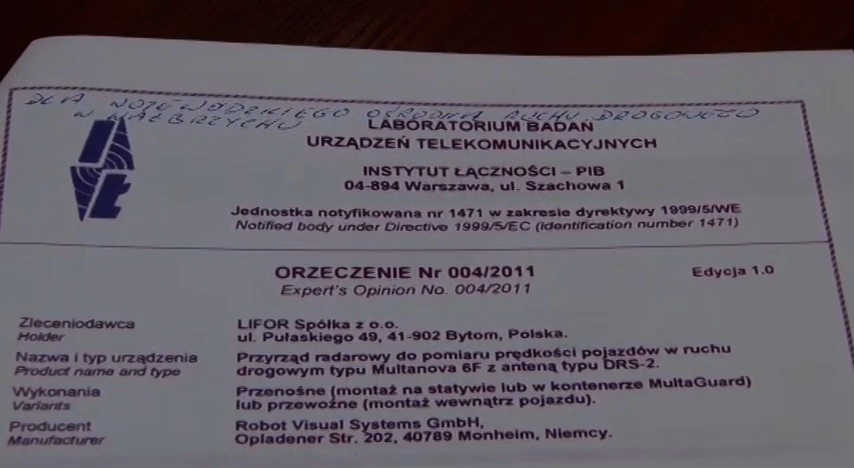 DLA WOJEWÓDZKIEGO OŚRODKA RUCHU DROGOWEGO
W WAŁBRZYCHU
LABORATORIUM BADAŃ
URZĄDZEŃ TELEKOMUNIKACYJNYCH
INSTYTUT ŁĄCZNOŚCI – PIB
04-894 Warszawa, ul. Szachowa 1
Jednostka notyfikowana nr 1471 w zakresie dyrektywy 1999/5/WE
Notified body under Directive 1999/5/EC (identification number 1471)
ORZECZENIE Nr 004/2011 Edycja 1.0
Expert's Opinion No. 004/2011
Zleceniodawca LIFOR Spółka z o.o.
Holder ul. Pułaskiego 49, 41-902 Bytom, Polska.
Nazwa i typ urządzenia Przyrząd radarowy do pomiaru prędkości pojazdów w ruchu
Product name and type drogowym typu Multanova 6F z anteną typu DRS-2.
Wykonania Przenośne (montaż na statywie lub w kontenerze MultaGuard)
Variants lub przewoźne (montaż wewnątrz pojazdu).
Producent Robot Visual Systems GmbH,
Manufacturer Opladener Str. 202, 40789 Monheim, Niemcy.